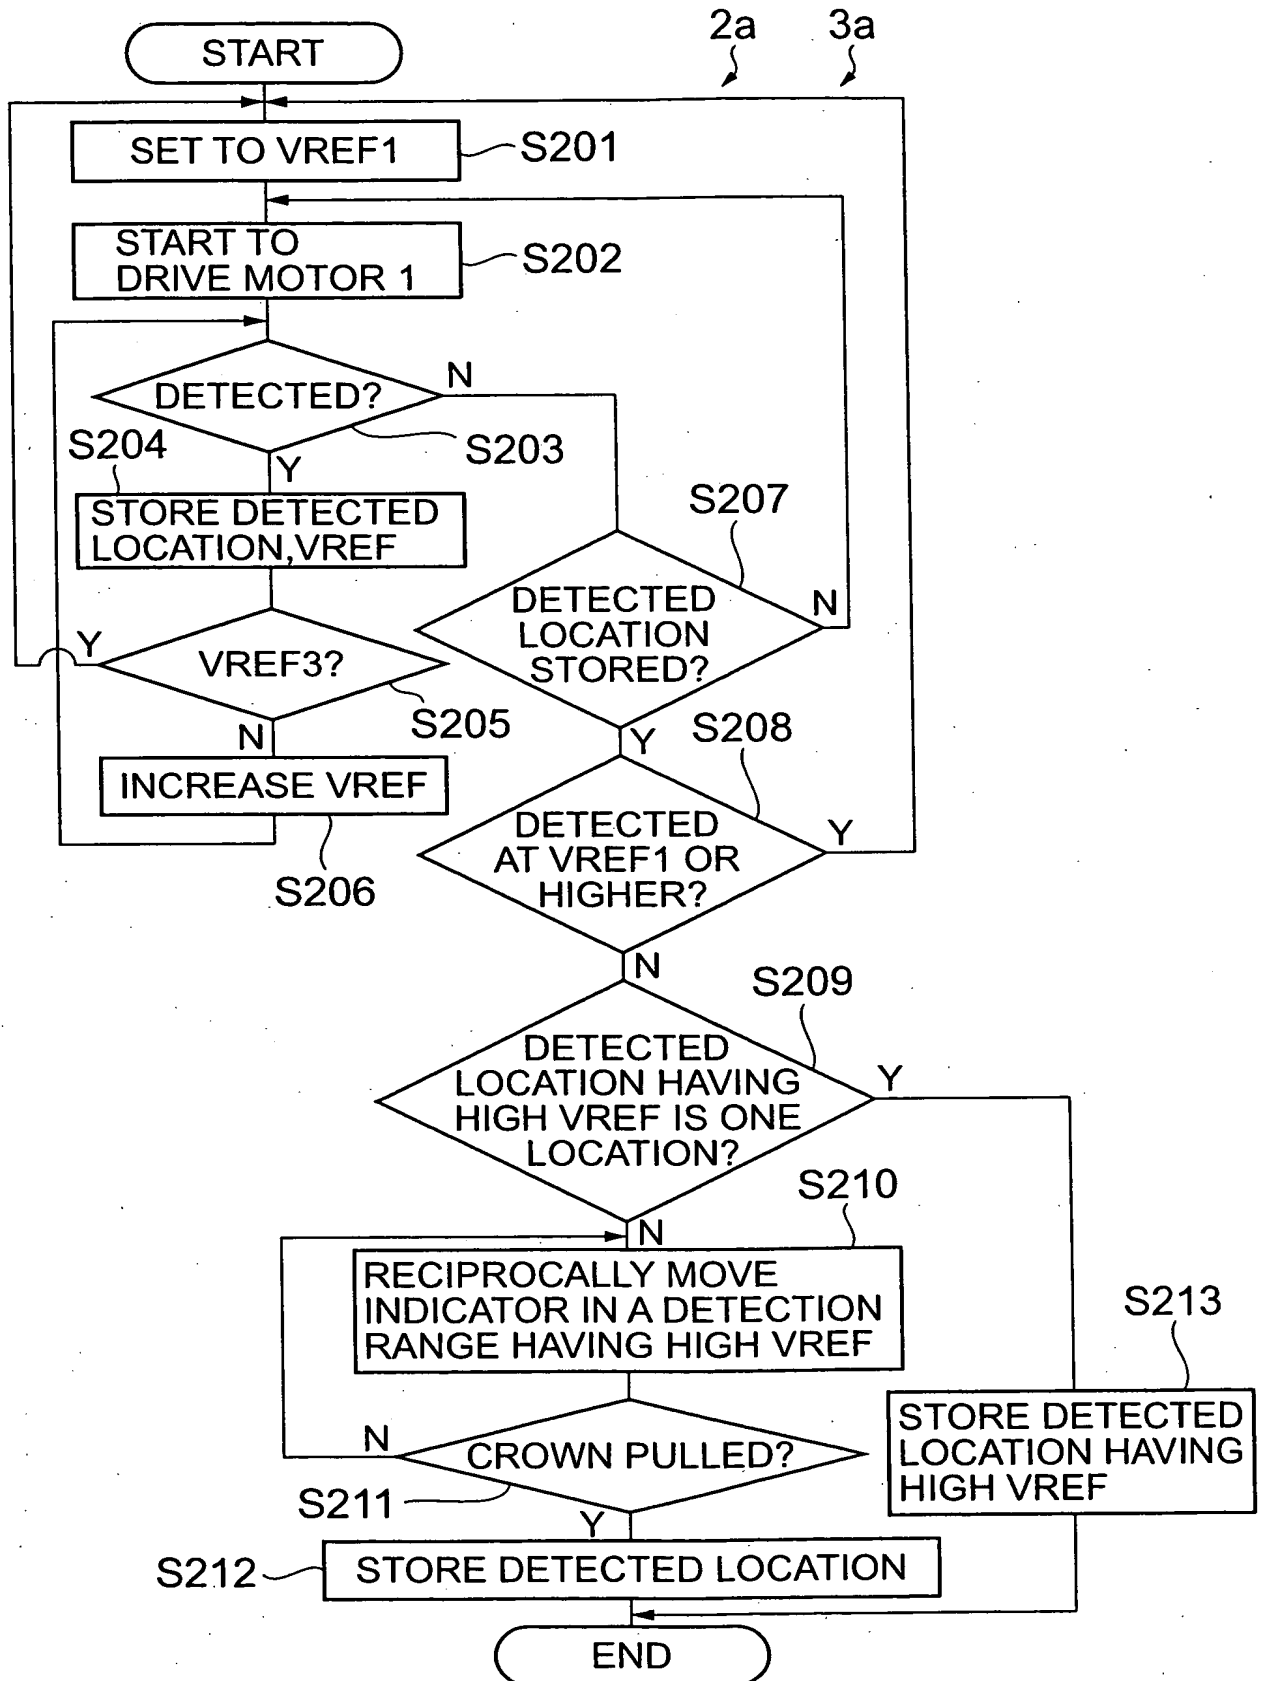 2a 3a
START
SET TO VREF1
S201
START TO
DRIVE MOTOR 1
S202
DETECTED?
N
S203
S204
Y
STORE DETECTED
LOCATION,VREF
S207
DETECTED
LOCATION
STORED?
N
Y
VREF3?
S205
N
Y
S208
INCREASE VREF
S206
DETECTED
AT VREF1 OR
HIGHER?
Y
N
S209
DETECTED
LOCATION HAVING
HIGH VREF IS ONE
LOCATION?
Y
S210
N
RECIPROCALLY MOVE
INDICATOR IN A DETECTION
RANGE HAVING HIGH VREF
S213
STORE DETECTED
LOCATION HAVING
HIGH VREF
N
CROWN PULLED?
S211
Y
S212
STORE DETECTED LOCATION
END